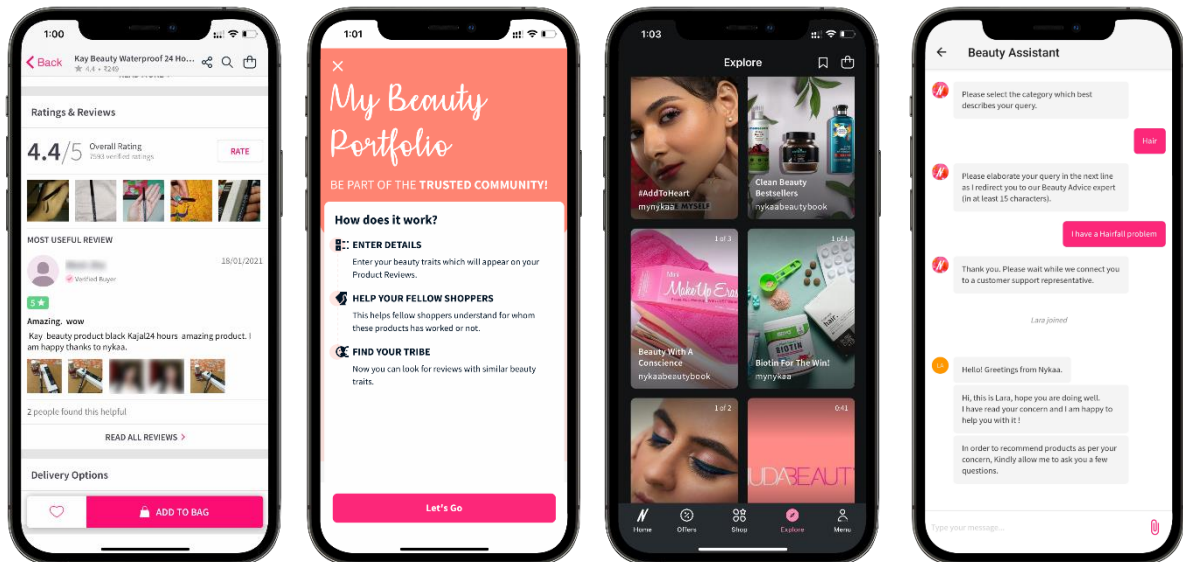 1:00
Back
Kay Beauty Waterproof 24 Ho...
★ 4.4 • ₹249
Ratings & Reviews
4.4/5
Overall Rating
7593 verified ratings
RATE
MOST USEFUL REVIEW
18/01/2021
Verified Buyer
5★
Amazing. wow
Kay beauty product black Kajal24 hours amazing product. I
am happy thanks to nykaa.
2 people found this helpful
READ ALL REVIEWS >
Delivery Options
ADD TO BAG
1:01
My Beauty
Portfolio
BE PART OF THE TRUSTED COMMUNITY!
How does it work?
ENTER DETAILS
Enter your beauty traits which will appear on your
Product Reviews.
HELP YOUR FELLOW SHOPPERS
This helps fellow shoppers understand for whom
these products has worked or not.
FIND YOUR TRIBE
Now you can look for reviews with similar beauty
traits.
Let's Go
1:03
Explore
#AddToHeart
mynykaa
MYSELF
Clean Beauty
Bestsellers
nykaabeautybook
1 of 3
Mini
MakeUp Eras
Beauty With A
Conscience
nykaabeautybook
1 of 1
hair.
BIOTIN
Biotin For The Win!
mynykaa
1 of 2
0:41
UDABEAUT
Home
Offers
Shop
Explore
Menu
Beauty Assistant
Please select the category which best
describes your query.
Hair
Please elaborate your query in the next line
as I redirect you to our Beauty Advice expert
(in at least 15 characters).
I have a Hairfall problem
Thank you. Please wait while we connect you
to a customer support representative.
Lara joined
LA
Hello! Greetings from Nykaa.
Hi, this is Lara, hope you are doing well.
I have read your concern and I am happy to
help you with it !
In order to recommend products as per your
concern, Kindly allow me to ask you a few
questions.
Type your message...